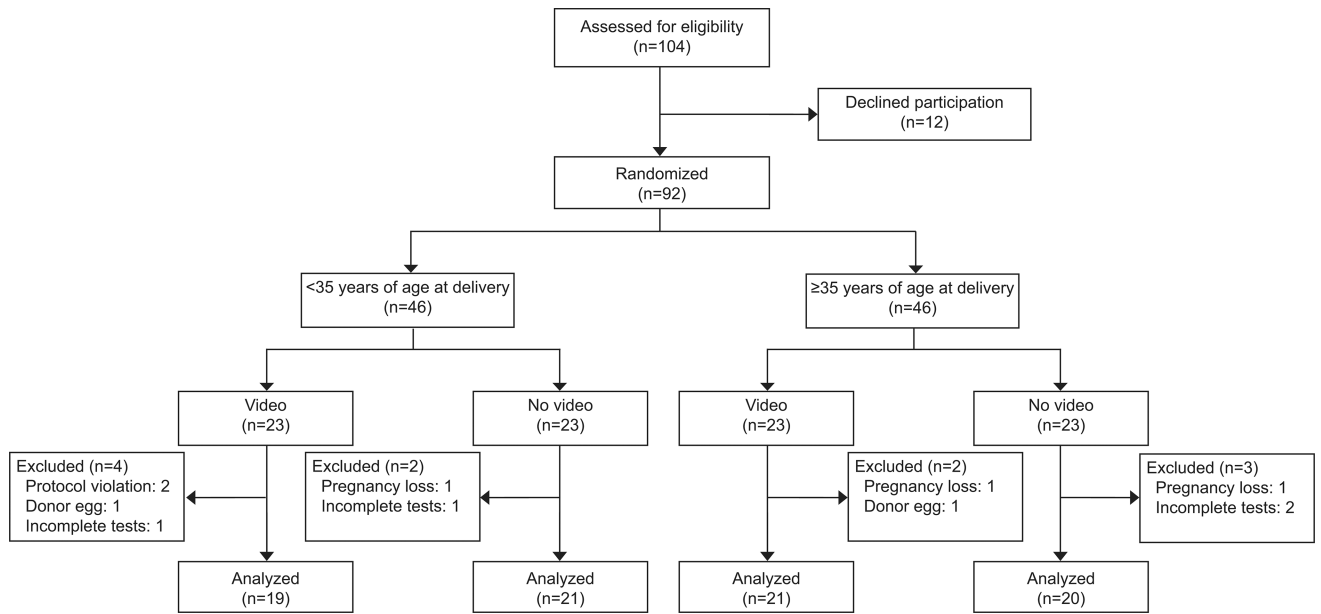 Assessed for eligibility
(n=104)
Declined participation
(n=12)
Randomized
(n=92)
<35 years of age at delivery
(n=46)
≥35 years of age at delivery
(n=46)
Video
(n=23)
No video
(n=23)
Video
(n=23)
No video
(n=23)
Excluded (n=4)
Protocol violation: 2
Donor egg: 1
Incomplete tests: 1
Excluded (n=2)
Pregnancy loss: 1
Incomplete tests: 1
Excluded (n=2)
Pregnancy loss: 1
Donor egg: 1
Excluded (n=3)
Pregnancy loss: 1
Incomplete tests: 2
Analyzed
(n=19)
Analyzed
(n=21)
Analyzed
(n=21)
Analyzed
(n=20)